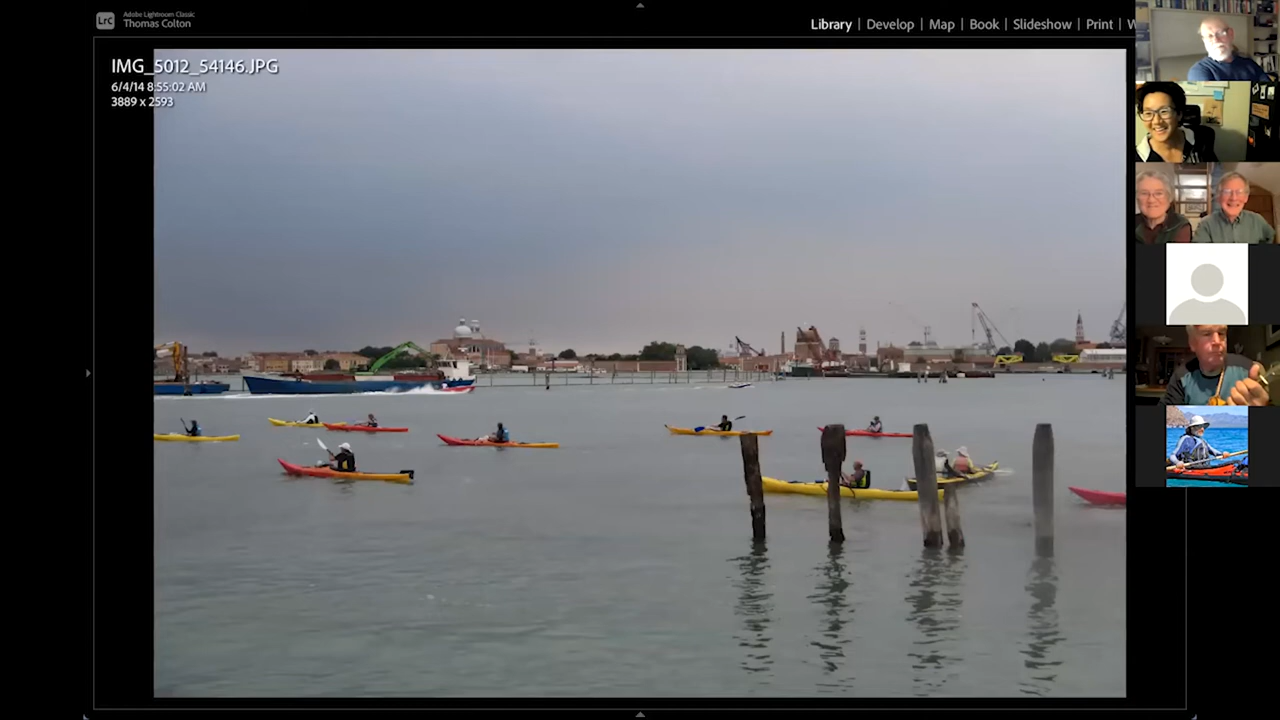 LrC
Adobe Lightroom Classic
Thomas Colton
Library | Develop | Map | Book | Slideshow | Print | W
IMG_5012_54146.JPG
6/4/14 8:55:02 AM
3889 x 2593